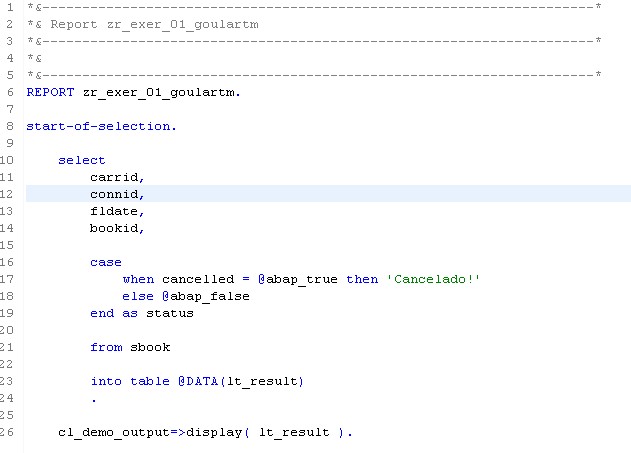 1 *&---------------------------------------------------------------------*
2 *& Report zr_exer_01_goulartm
3 *&---------------------------------------------------------------------*
4 *&
5 *&---------------------------------------------------------------------*
6 REPORT zr_exer_01_goulartm.
7
8 start-of-selection.
9
10     select
11         carrid,
12         connid,
13         fldate,
14         bookid,
15
16         case
17             when cancelled = @abap_true then 'Cancelado!'
18             else @abap_false
19         end as status
20
21         from sbook
22
23         into table @DATA(lt_result)
24         .
25
26     cl_demo_output=>display( lt_result ).